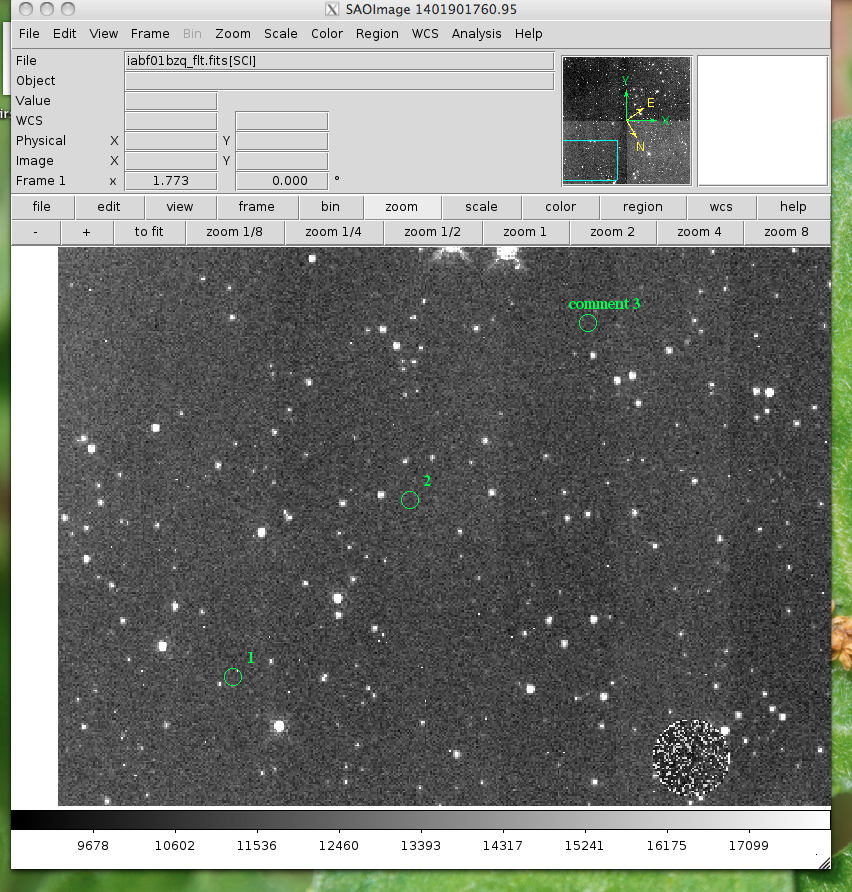 SAOImage 1401901760.95
File Edit View Frame Bin Zoom Scale Color Region WCS Analysis Help
File iabf01bzq_flt.fits[SCI]
Object
Value
WCS
Physical X Y
Image X Y
Frame 1 x 1.773 0.000 °
Y
E
X
N
file edit view frame bin zoom scale color region wcs help
- + to fit zoom 1/8 zoom 1/4 zoom 1/2 zoom 1 zoom 2 zoom 4 zoom 8
comment 3
2
1
9678 10602 11536 12460 13393 14317 15241 16175 17099